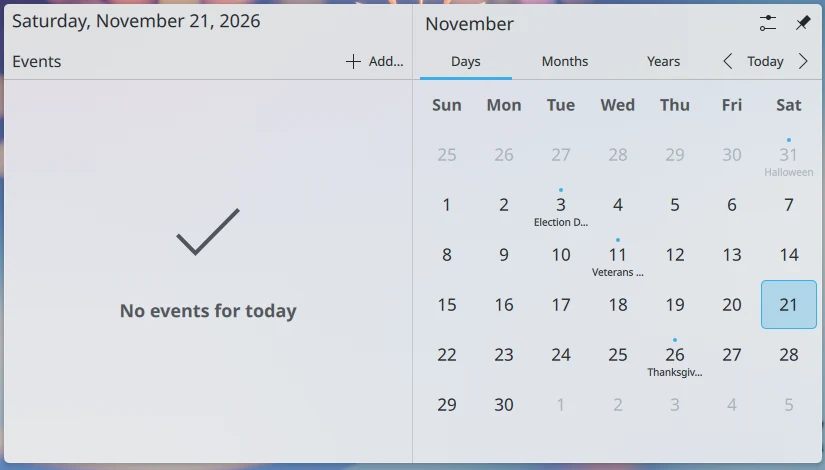 Saturday, November 21, 2026
Events
Add...
No events for today
November
Days Months Years Today
Sun Mon Tue Wed Thu Fri Sat
25 26 27 28 29 30 31
Halloween
1 2 3 4 5 6 7
Election D...
8 9 10 11 12 13 14
Veterans ...
15 16 17 18 19 20 21
22 23 24 25 26 27 28
Thanksgiv...
29 30 1 2 3 4 5